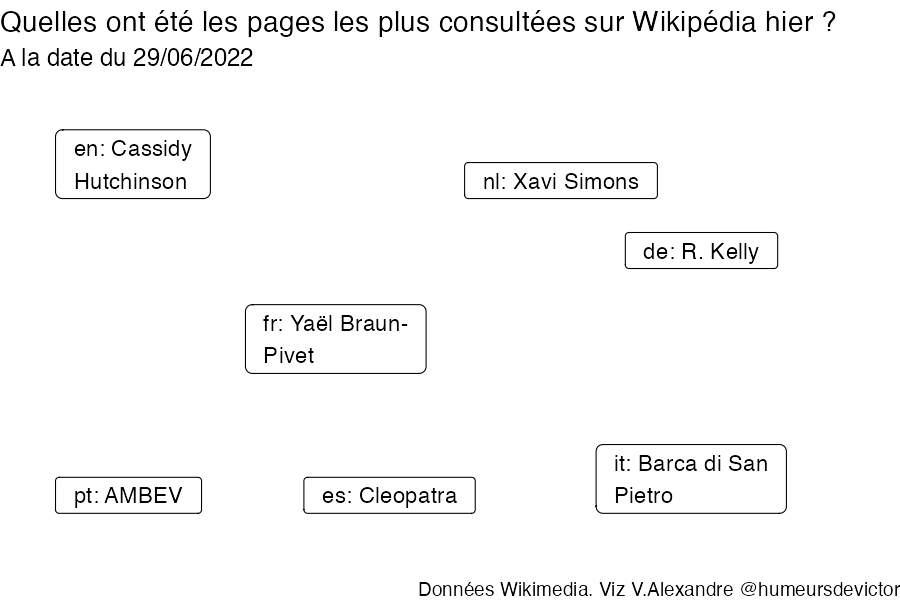 Quelles ont été les pages les plus consultées sur Wikipédia hier ?
A la date du 29/06/2022
en: Cassidy
Hutchinson
nl: Xavi Simons
de: R. Kelly
fr: Yaël Braun-
Pivet
it: Barca di San
Pietro
pt: AMBEV
es: Cleopatra
Données Wikimedia. Viz V.Alexandre @humeursdevictor